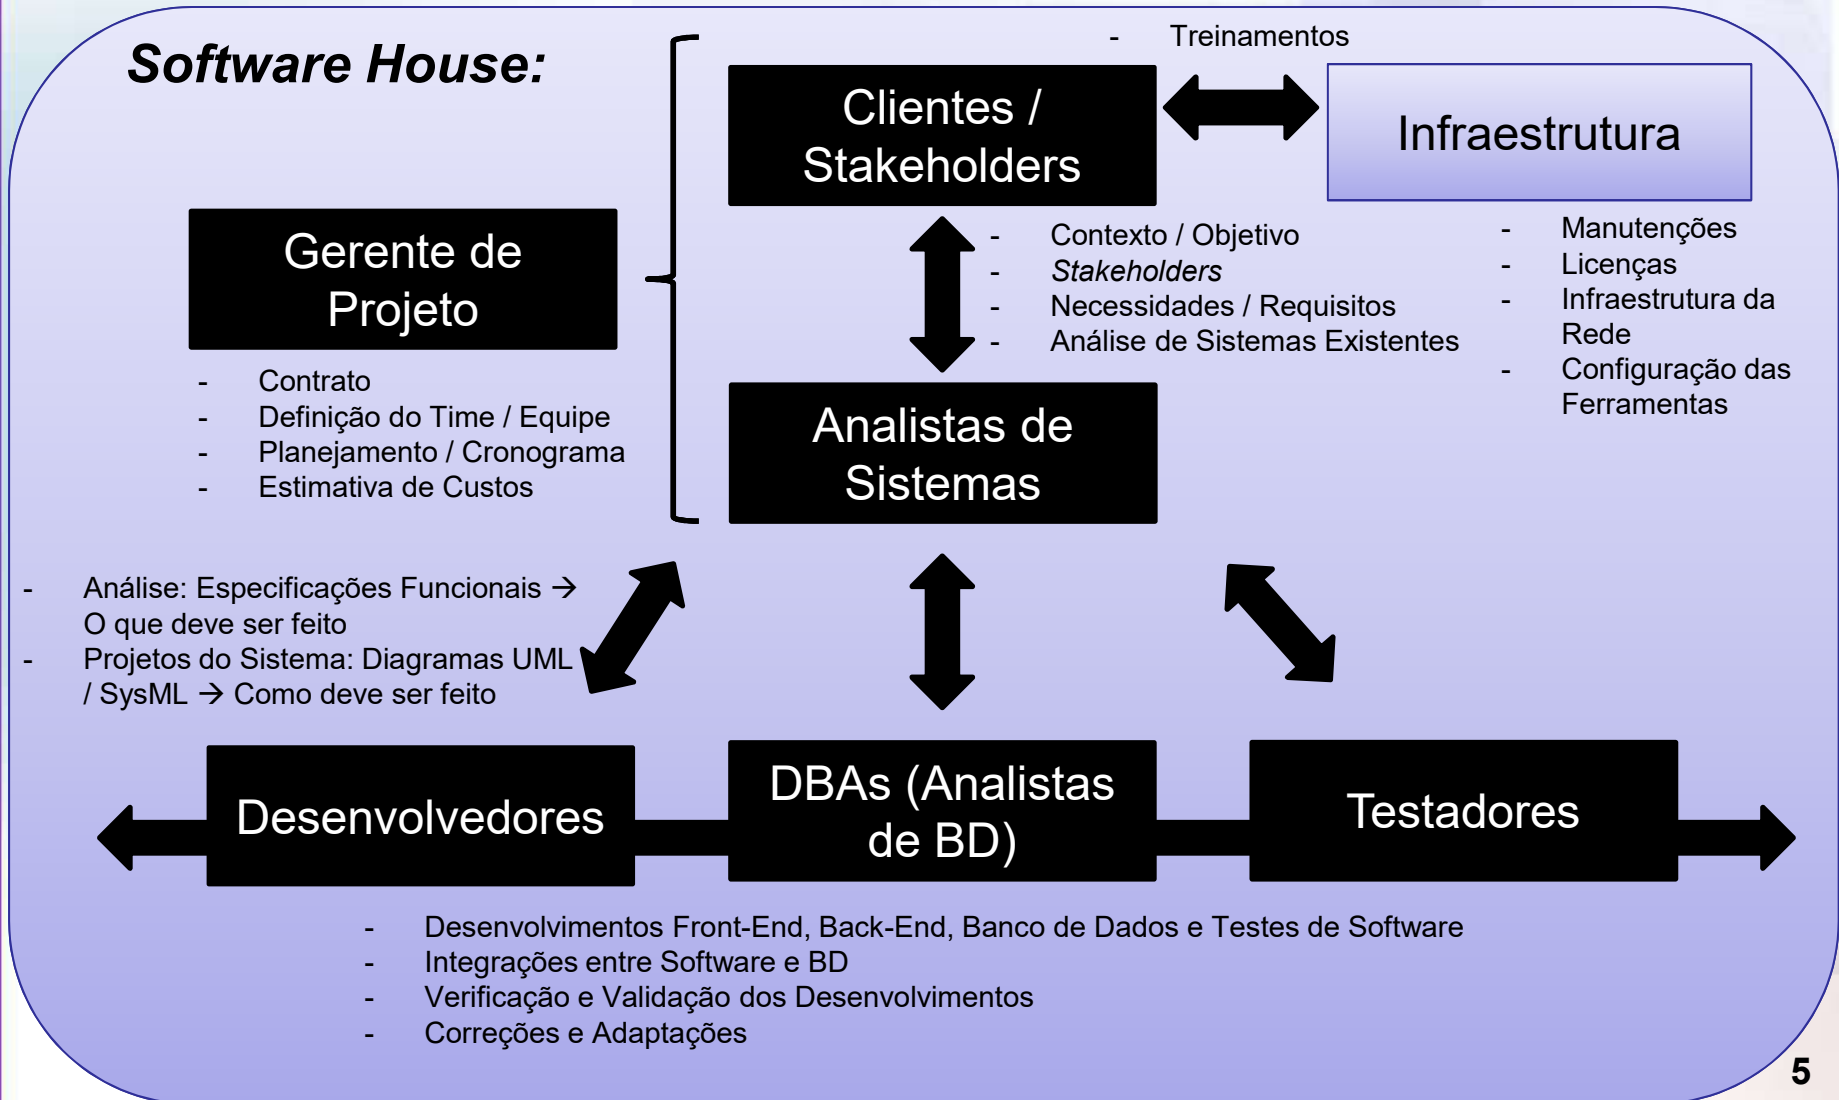 Software House:
- Treinamentos
Clientes /
Stakeholders
Infraestrutura
Gerente de
Projeto
- Contexto / Objetivo
- Stakeholders
- Necessidades / Requisitos
- Análise de Sistemas Existentes
- Manutenções
- Licenças
- Infraestrutura da
Rede
- Configuração das
Ferramentas
- Contrato
- Definição do Time / Equipe
- Planejamento / Cronograma
- Estimativa de Custos
Analistas de
Sistemas
- Análise: Especificações Funcionais →
O que deve ser feito
- Projetos do Sistema: Diagramas UML
/ SysML → Como deve ser feito
Desenvolvedores
DBAs (Analistas
de BD)
Testadores
- Desenvolvimentos Front-End, Back-End, Banco de Dados e Testes de Software
- Integrações entre Software e BD
- Verificação e Validação dos Desenvolvimentos
- Correções e Adaptações
5